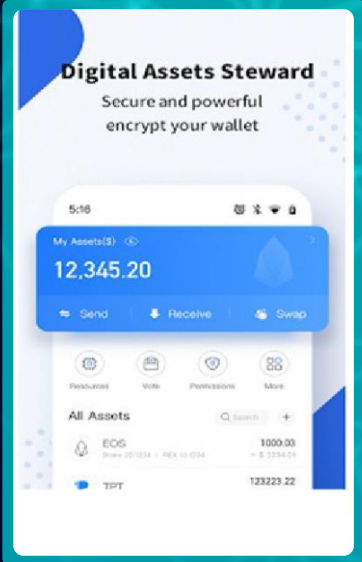 Digital Assets Steward
Secure and powerful
encrypt your wallet
5:16
My Assets($)
12,345.20
Send Receive Swap
Resources Vote Permissions More
All Assets Search +
EOS 1000.03
TPT 123223.22